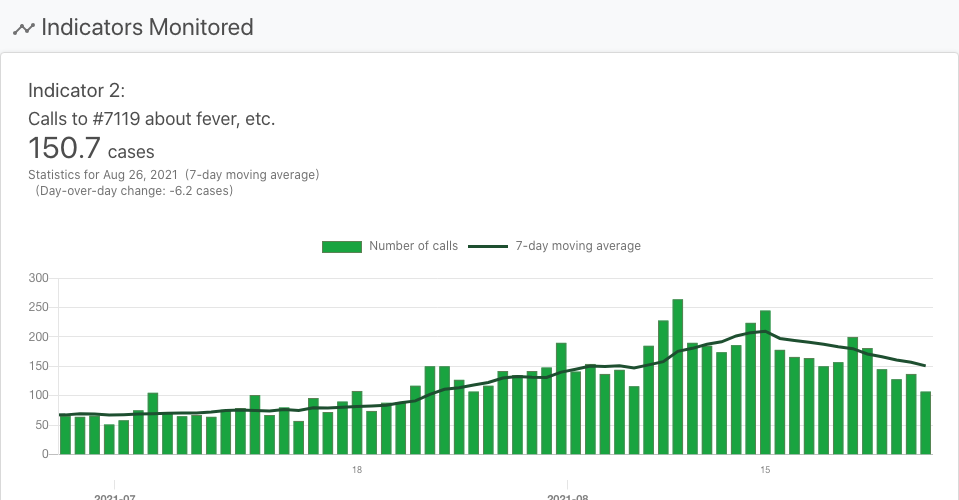 Indicators Monitored
Indicator 2:
Calls to #7119 about fever, etc.
150.7 cases
Statistics for Aug 26, 2021 (7-day moving average)
(Day-over-day change: -6.2 cases)
Number of calls 7-day moving average
300
250
200
150
100
50
0
18 15
2021-07 2021-08